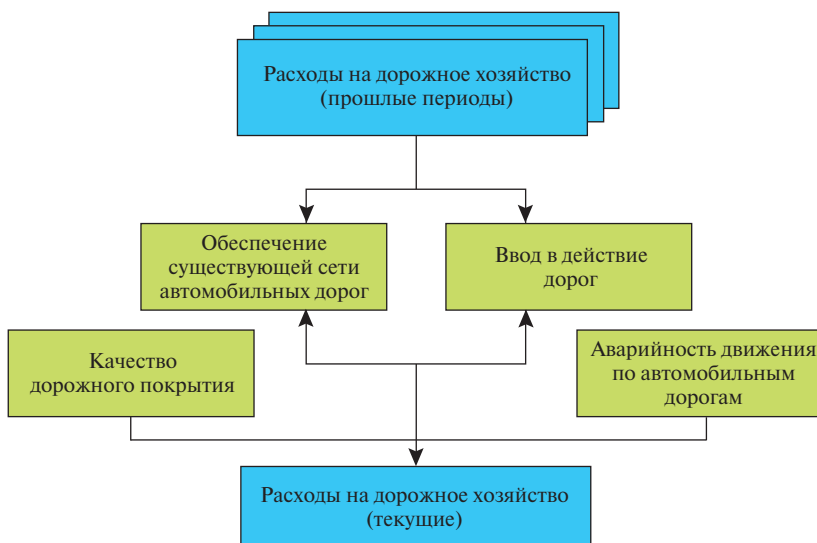 Расходы на дорожное хозяйство
(прошлые периоды)
Обеспечение
существующей сети
автомобильных дорог
Ввод в действие
дорог
Качество
дорожного покрытия
Аварийность движения
по автомобильным
дорогам
Расходы на дорожное хозяйство
(текущие)